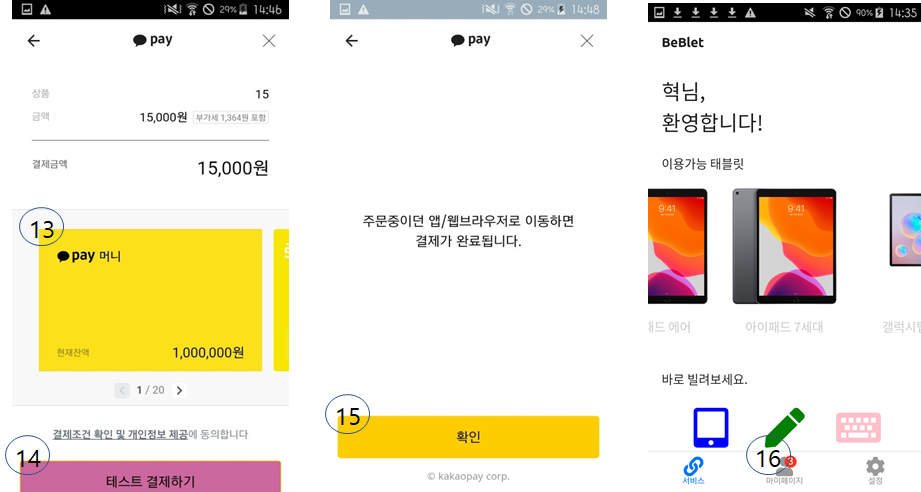 29% 14:46
pay
상품 15
금액 15,000원 부가세 1,364원 포함
결제금액 15,000원
13
pay 머니
현재잔액 1,000,000원
1 / 20
결제조건 확인 및 개인정보 제공에 동의합니다
14
테스트 결제하기
25% 14:48
pay
주문중이던 앱/웹브라우저로 이동하면
결제가 완료됩니다.
15
확인
© kakaopay corp.
90% 14:35
BeBlet
혁님,
환영합니다!
이용가능 태블릿
9:41
9:41
패드 에어 아이패드 7세대 갤럭시탭
바로 빌려보세요.
16
3
서비스 마이페이지 설정